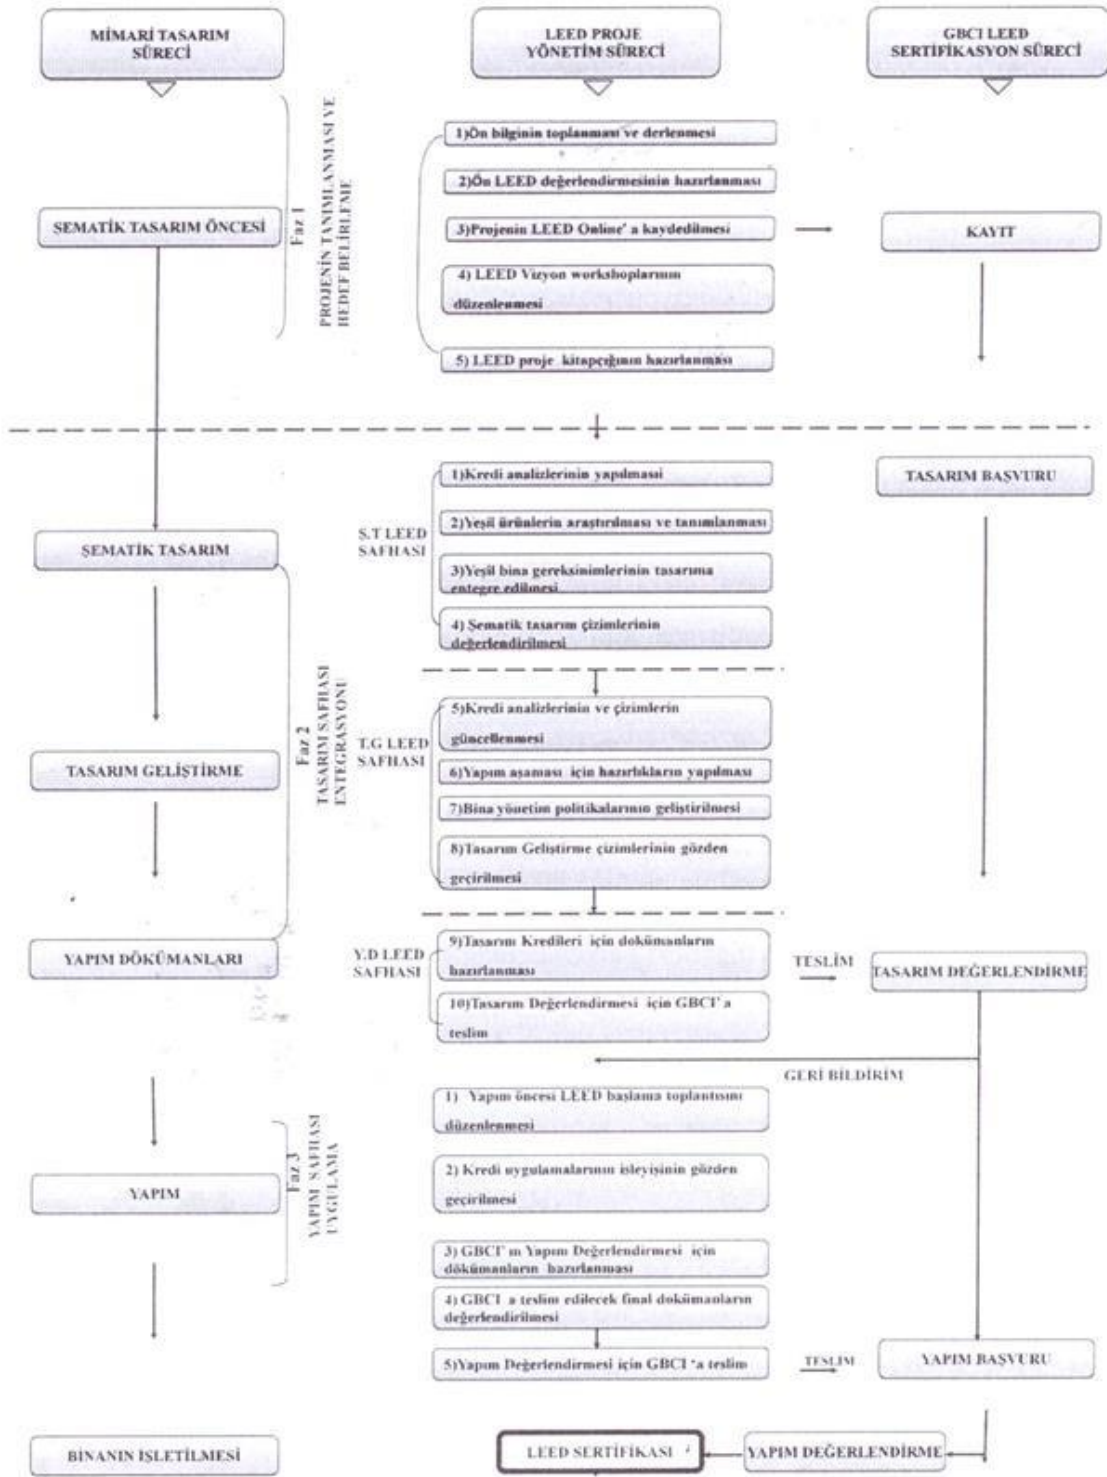 MİMARİ TASARIM
SÜRECİ
LEED PROJE
YÖNETİM SÜRECİ
GBCI LEED
SERTİFİKASYON SÜRECİ
ŞEMATİK TASARIM ÖNCESİ
Faz 1
PROJENİN TANIMLANMASI VE
HEDEF BELİRLEME
1)Ön bilginin toplanması ve derlenmesi
2)Ön LEED değerlendirmesinin hazırlanması
3)Projenin LEED Online' a kaydedilmesi
4) LEED Vizyon workshoplarının
düzenlenmesi
5) LEED proje kitapçığının hazırlanması
KAYIT
ŞEMATİK TASARIM
TASARIM GELİŞTİRME
YAPIM DÖKÜMANLARI
Faz 2
TASARIM SAFHASI
ENTEGRASYONU
Ş.T LEED
SAFHASI
1)Kredi analizlerinin yapılmasıı
2)Yeşil ürünlerin araştırılması ve tanımlanması
3)Yeşil bina gereksinimlerinin tasarıma
entegre edilmesi
4) Şematik tasarım çizimlerinin
değerlendirilmesi
T.G LEED
SAFHASI
5)Kredi analizlerinin ve çizimlerin
güncellenmesi
6)Yapım aşaması için hazırlıkların yapılması
7)Bina yönetim politikalarının geliştirilmesi
8)Tasarım Geliştirme çizimlerinin gözden
geçirilmesi
Y.D LEED
SAFHASI
9)Tasarım Kredileri için dokümanların
hazırlanması
10)Tasarım Değerlendirmesi için GBCI' a
teslim
TASARIM BAŞVURU
TESLİM
TASARIM DEĞERLENDİRME
GERİ BİLDİRİM
YAPIM
Faz 3
YAPIM SAFHASI
UYGULAMA
1) Yapım öncesi LEED başlama toplantısını
düzenlenmesi
2) Kredi uygulamalarının işleyişinin gözden
geçirilmesi
3) GBCI' ın Yapım Değerlendirmesi için
dökümanların hazırlanması
4) GBCI a teslim edilecek final dokümanların
değerlendirilmesi
5)Yapım Değerlendirmesi için GBCI 'a teslim
TESLİM
YAPIM BAŞVURU
BİNANIN İŞLETİLMESİ
LEED SERTİFİKASI
YAPIM DEĞERLENDİRME